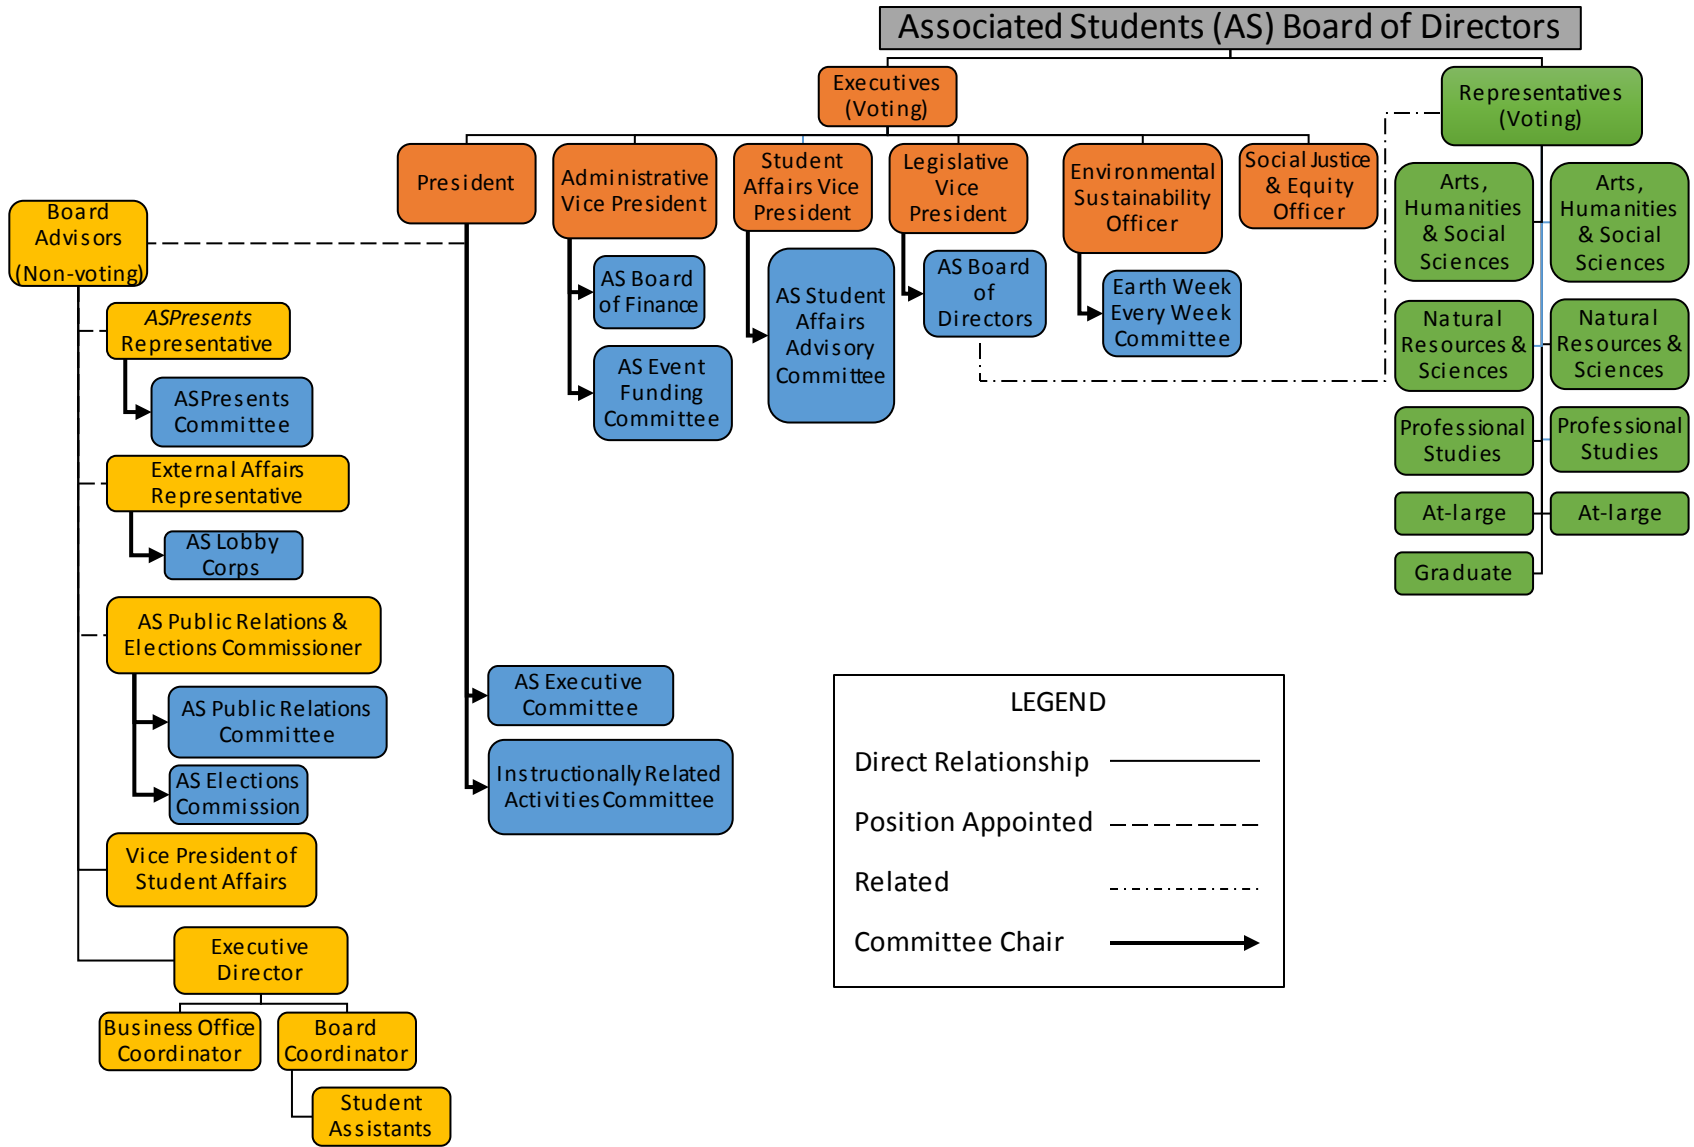 Associated Students (AS) Board of Directors
Executives
(Voting)
Representatives
(Voting)
President
Administrative
Vice President
Student
Affairs Vice
President
Legislative
Vice
President
Environmental
Sustainability
Officer
Social Justice
& Equity
Officer
Arts,
Humanities
& Social
Sciences
Arts,
Humanities
& Social
Sciences
Board
Advisors
(Non-voting)
AS Board
of Finance
AS Student
Affairs
Advisory
Committee
AS Board
of
Directors
Earth Week
Every Week
Committee
Natural
Resources &
Sciences
Natural
Resources &
Sciences
ASPresents
Representative
AS Event
Funding
Committee
ASPresents
Committee
Professional
Studies
Professional
Studies
External Affairs
Representative
At-large
At-large
AS Lobby
Corps
Graduate
AS Public Relations &
Elections Commissioner
AS Public Relations
Committee
AS Elections
Commission
AS Executive
Committee
Instructionally Related
Activities Committee
Vice President of
Student Affairs
Executive
Director
Business Office
Coordinator
Board
Coordinator
Student
Assistants
LEGEND
Direct Relationship
Position Appointed
Related
Committee Chair